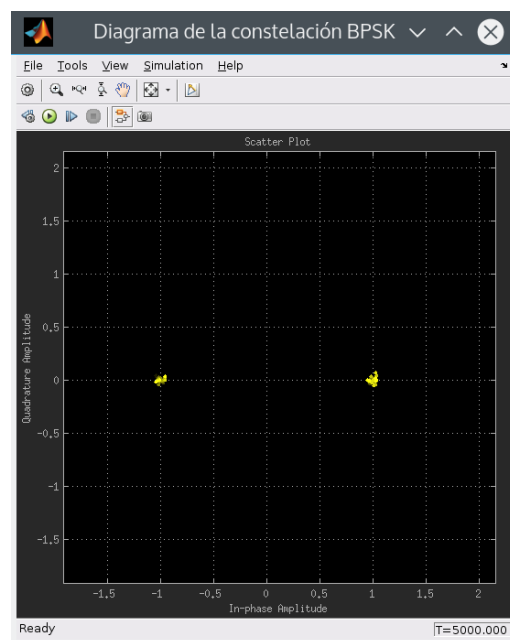 Diagrama de la constelación BPSK
File Tools View Simulation Help
Scatter Plot
2
1.5
1
0.5
0
-0.5
-1
-1.5
Quadrature Amplitude
-1.5 -1 -0.5 0 0.5 1 1.5 2
In-phase Amplitude
Ready T=5000.000